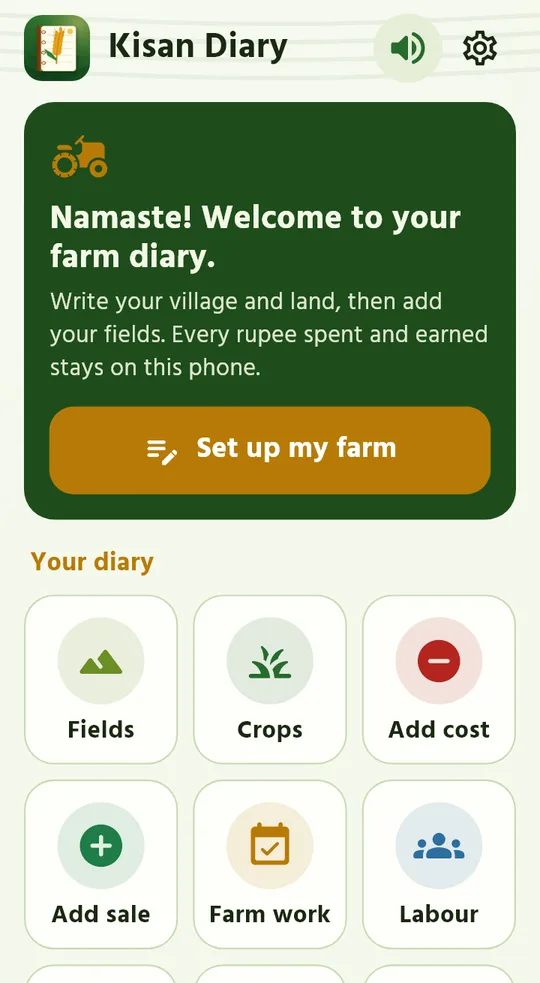 Kisan Diary
Namaste! Welcome to your
farm diary.
Write your village and land, then add
your fields. Every rupee spent and earned
stays on this phone.
Set up my farm
Your diary
Fields
Crops
Add cost
Add sale
Farm work
Labour